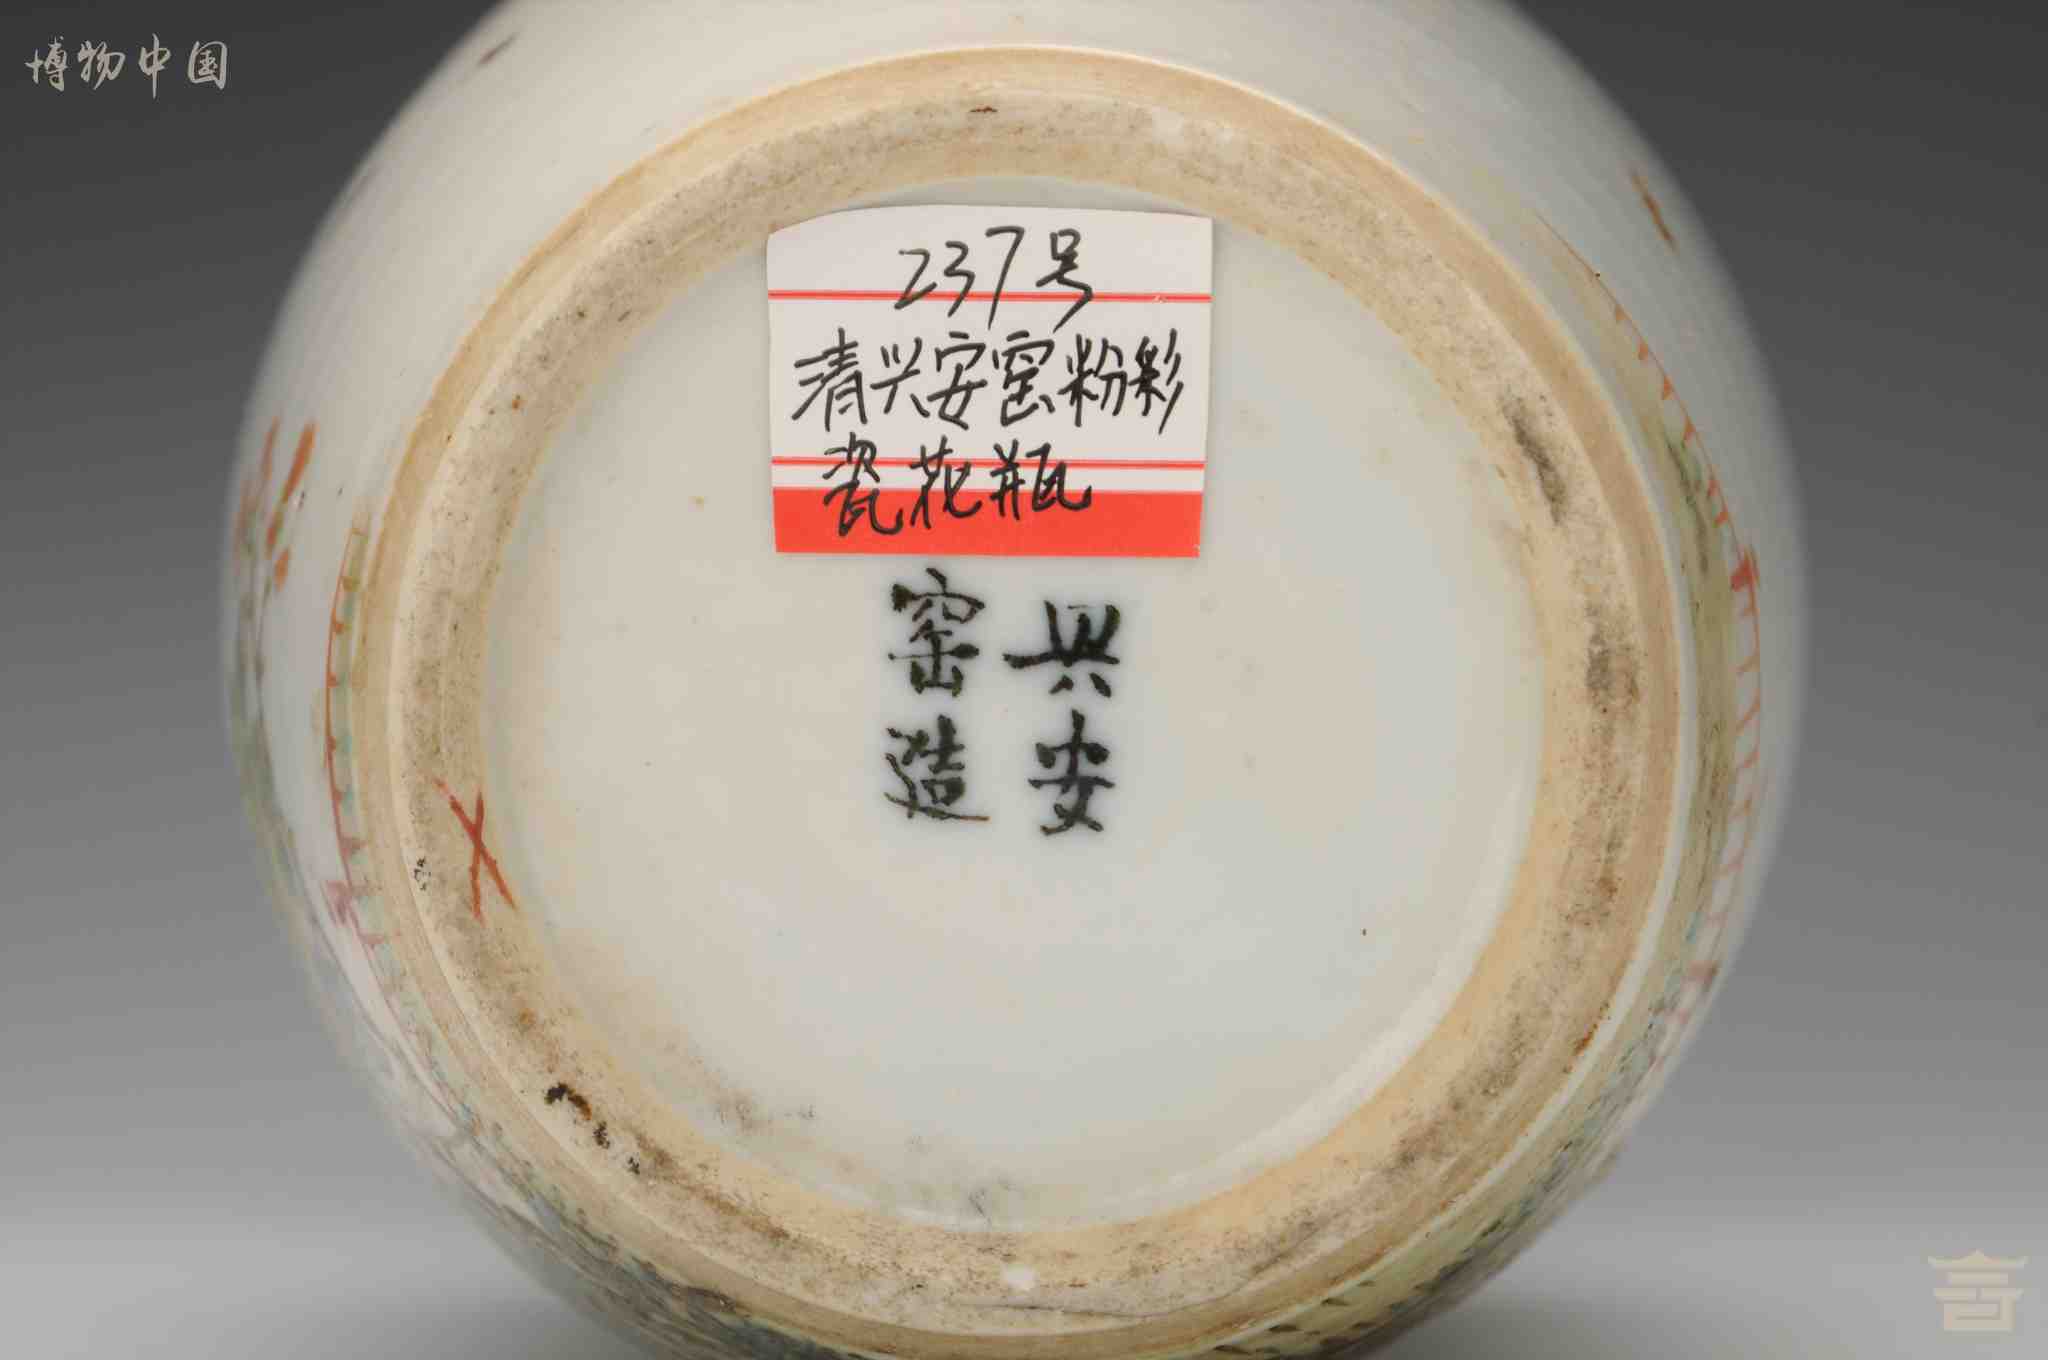 博物中国
237号
清兴安窑粉彩
瓷花瓶
興安
窑造